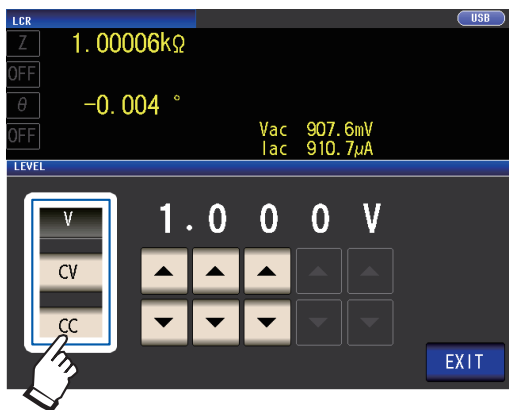 LCR USB
Z 1.00006kΩ
OFF
θ -0.004 °
OFF Vac 907.6mV
Iac 910.7μA
LEVEL
V 1.000 V
CV
CC
EXIT